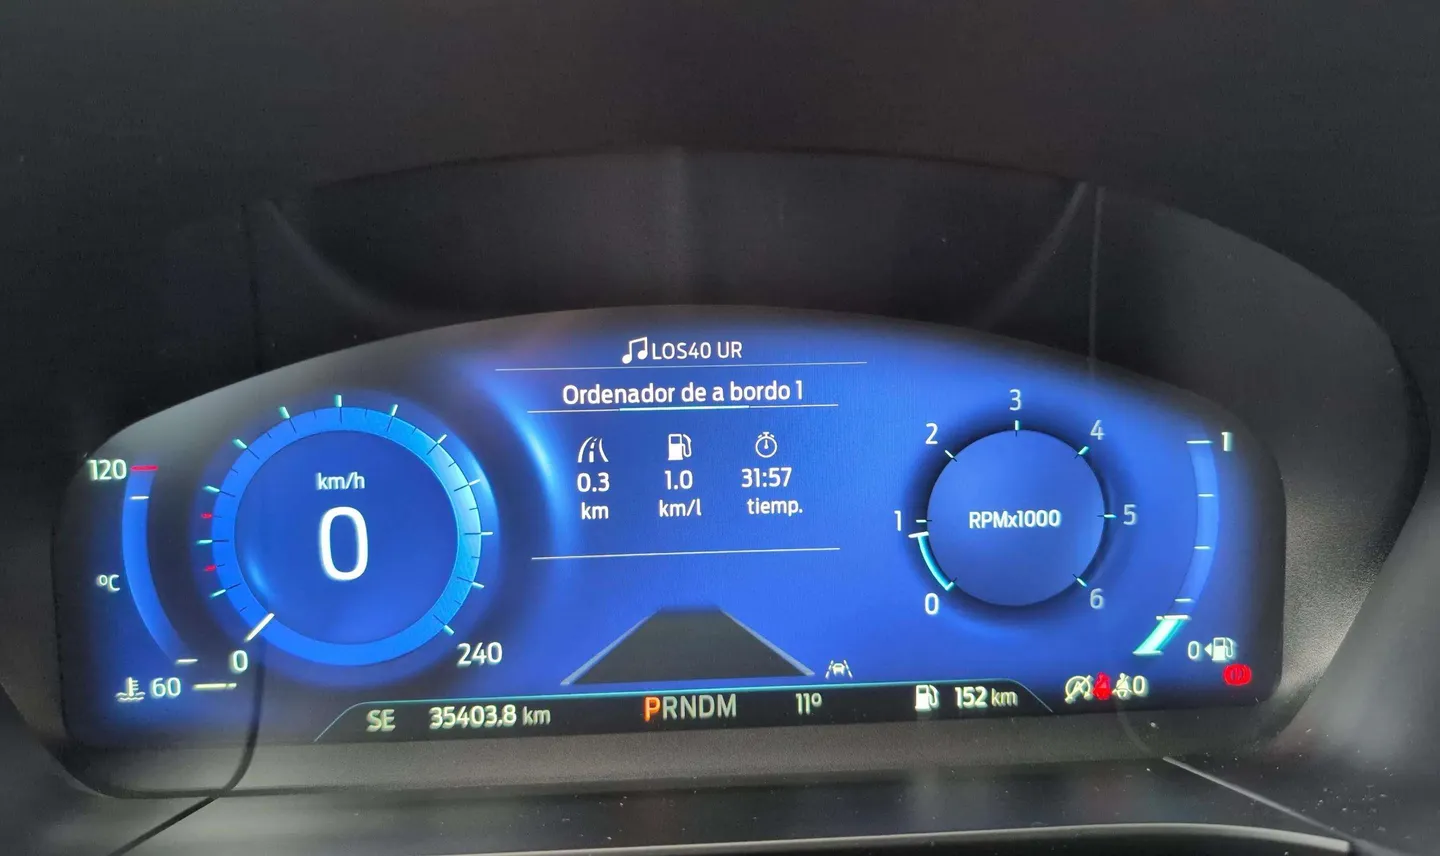 LOS40 UR
Ordenador de a bordo 1
0.3 1.0 31:57
km km/l tiemp.
120
°C
60
km/h
0
0
240
RPMx1000
0
1
2
3
4
5
6
1
0
SE 35403.8 km PRNDM 11° 152 km 0